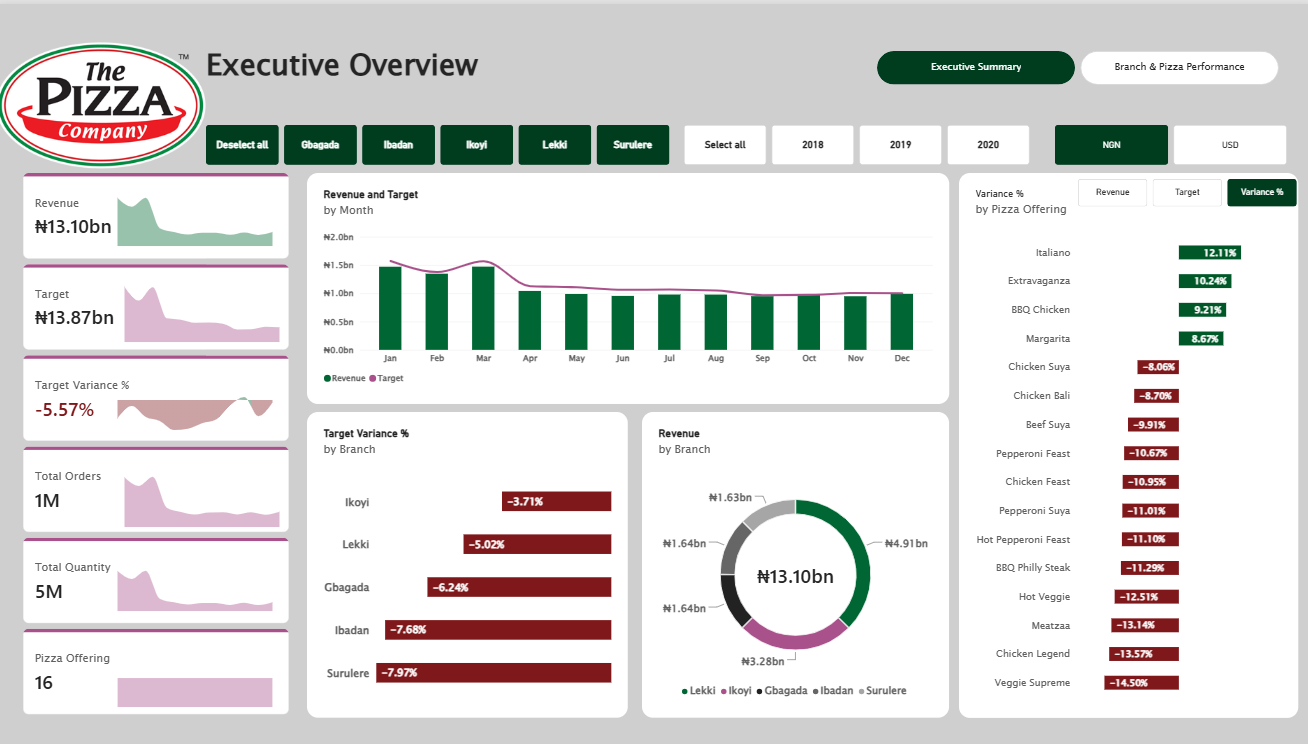 The
PIZZA
Company
TM
Executive Overview
Executive Summary
Branch & Pizza Performance
Deselect all
Gbagada
Ibadan
Ikoyi
Lekki
Surulere
Select all
2018
2019
2020
NGN
USD
Revenue
₦13.10bn
Target
₦13.87bn
Target Variance %
-5.57%
Total Orders
1M
Total Quantity
5M
Pizza Offering
16
Revenue and Target
by Month
₦2.0bn
₦1.5bn
₦1.0bn
₦0.5bn
₦0.0bn
Jan
Feb
Mar
Apr
May
Jun
Jul
Aug
Sep
Oct
Nov
Dec
Revenue
Target
Target Variance %
by Branch
Ikoyi
-3.71%
Lekki
-5.02%
Gbagada
-6.24%
Ibadan
-7.68%
Surulere
-7.97%
Revenue
by Branch
₦1.63bn
₦1.64bn
₦4.91bn
₦13.10bn
₦1.64bn
₦3.28bn
Lekki
Ikoyi
Gbagada
Ibadan
Surulere
Variance %
by Pizza Offering
Revenue
Target
Variance %
Italiano
12.11%
Extravaganza
10.24%
BBQ Chicken
9.21%
Margarita
8.67%
Chicken Suya
-8.06%
Chicken Bali
-8.70%
Beef Suya
-9.91%
Pepperoni Feast
-10.67%
Chicken Feast
-10.95%
Pepperoni Suya
-11.01%
Hot Pepperoni Feast
-11.10%
BBQ Philly Steak
-11.29%
Hot Veggie
-12.51%
Meatzaa
-13.14%
Chicken Legend
-13.57%
Veggie Supreme
-14.50%